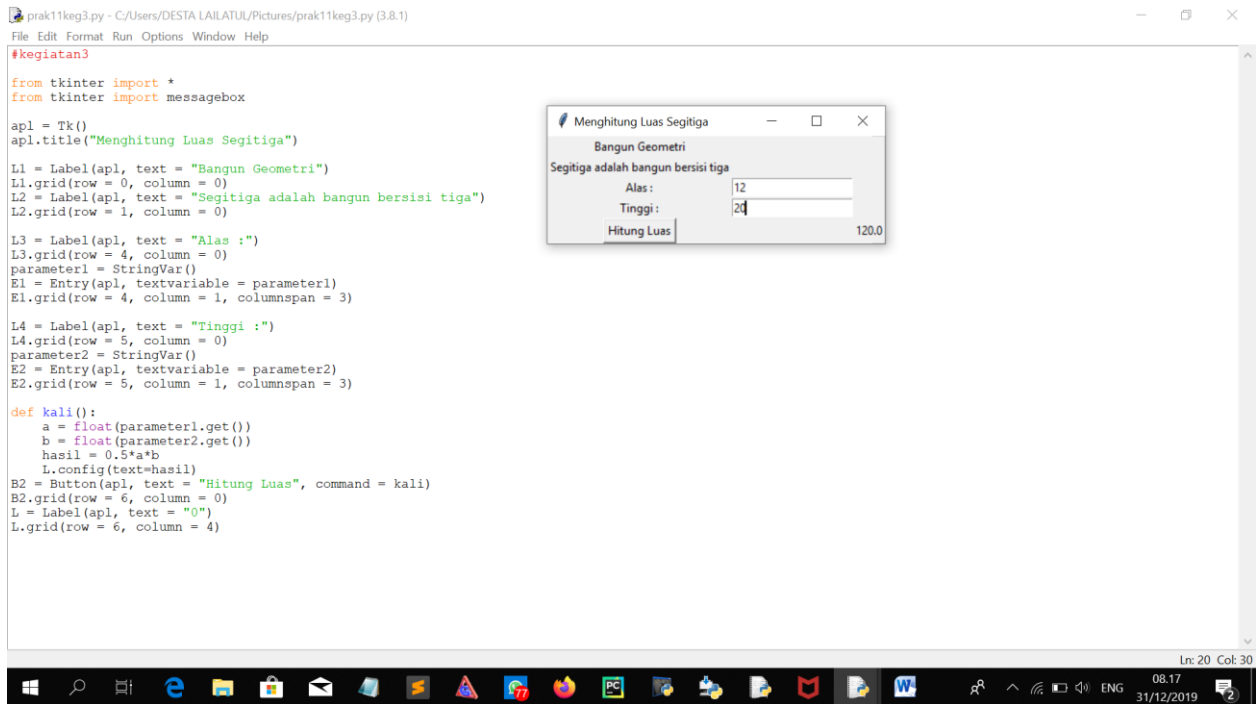 prak11keg3.py - C:/Users/DESTA LAILATUL/Pictures/prak11keg3.py (3.8.1)
File Edit Format Run Options Window Help
#kegiatan3
from tkinter import *
from tkinter import messagebox
apl = Tk()
apl.title("Menghitung Luas Segitiga")
L1 = Label(apl, text = "Bangun Geometri")
L1.grid(row = 0, column = 0)
L2 = Label(apl, text = "Segitiga adalah bangun bersisi tiga")
L2.grid(row = 1, column = 0)
L3 = Label(apl, text = "Alas :")
L3.grid(row = 4, column = 0)
parameter1 = StringVar()
E1 = Entry(apl, textvariable = parameter1)
E1.grid(row = 4, column = 1, columnspan = 3)
L4 = Label(apl, text = "Tinggi :")
L4.grid(row = 5, column = 0)
parameter2 = StringVar()
E2 = Entry(apl, textvariable = parameter2)
E2.grid(row = 5, column = 1, columnspan = 3)
def kali():
    a = float(parameter1.get())
    b = float(parameter2.get())
    hasil = 0.5*a*b
    L.config(text=hasil)
B2 = Button(apl, text = "Hitung Luas", command = kali)
B2.grid(row = 6, column = 0)
L = Label(apl, text = "0")
L.grid(row = 6, column = 4)
Menghitung Luas Segitiga
Bangun Geometri
Segitiga adalah bangun bersisi tiga
Alas : 12
Tinggi : 20
Hitung Luas 120.0
Ln: 20 Col: 30
77
PC
W
ENG
08.17
31/12/2019
2